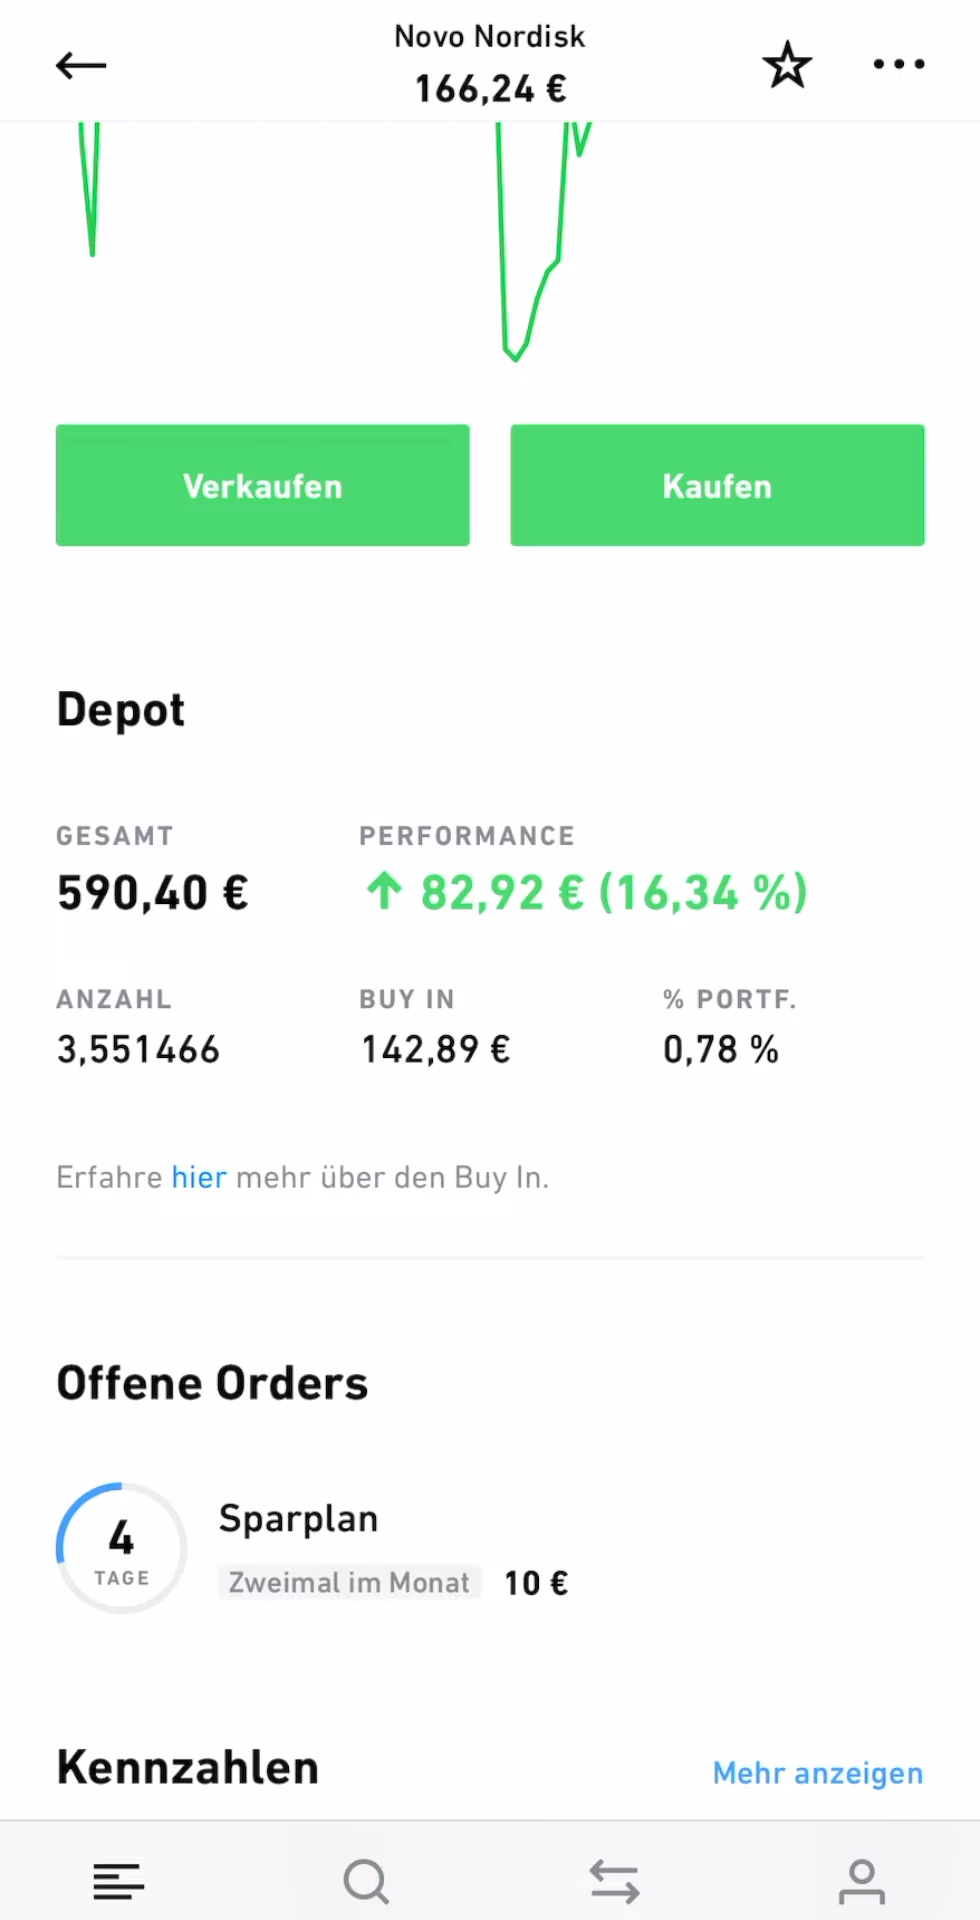 Novo Nordisk
166,24 €
Verkaufen
Kaufen
Depot
GESAMT
PERFORMANCE
590,40 €
↑ 82,92 € (16,34 %)
ANZAHL
BUY IN
% PORTF.
3,551466
142,89 €
0,78 %
Erfahre hier mehr über den Buy In.
Offene Orders
4
TAGE
Sparplan
Zweimal im Monat
10 €
Kennzahlen
Mehr anzeigen